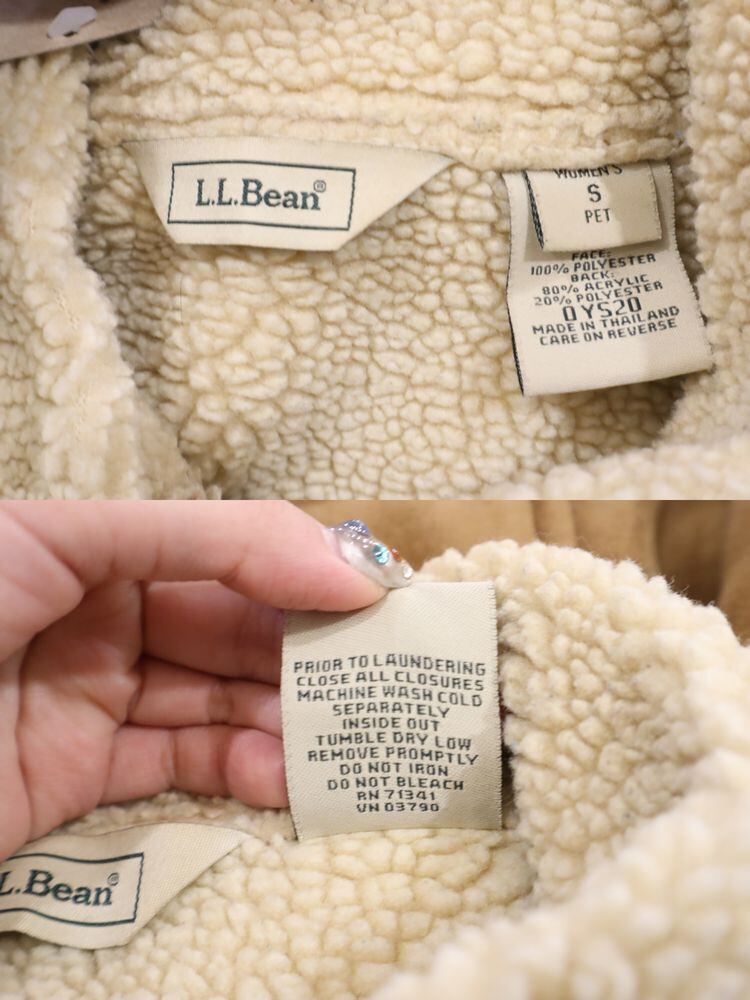 L.L.Bean®
WOMEN'S
S
PET
FACE:
100% POLYESTER
BACK:
80% ACRYLIC
20% POLYESTER
0YS20
MADE IN THAILAND
CARE ON REVERSE
PRIOR TO LAUNDERING
CLOSE ALL CLOSURES
MACHINE WASH COLD
SEPARATELY
INSIDE OUT
TUMBLE DRY LOW
REMOVE PROMPTLY
DO NOT IRON
DO NOT BLEACH
RN 71341
VN 03790
L.Bean®